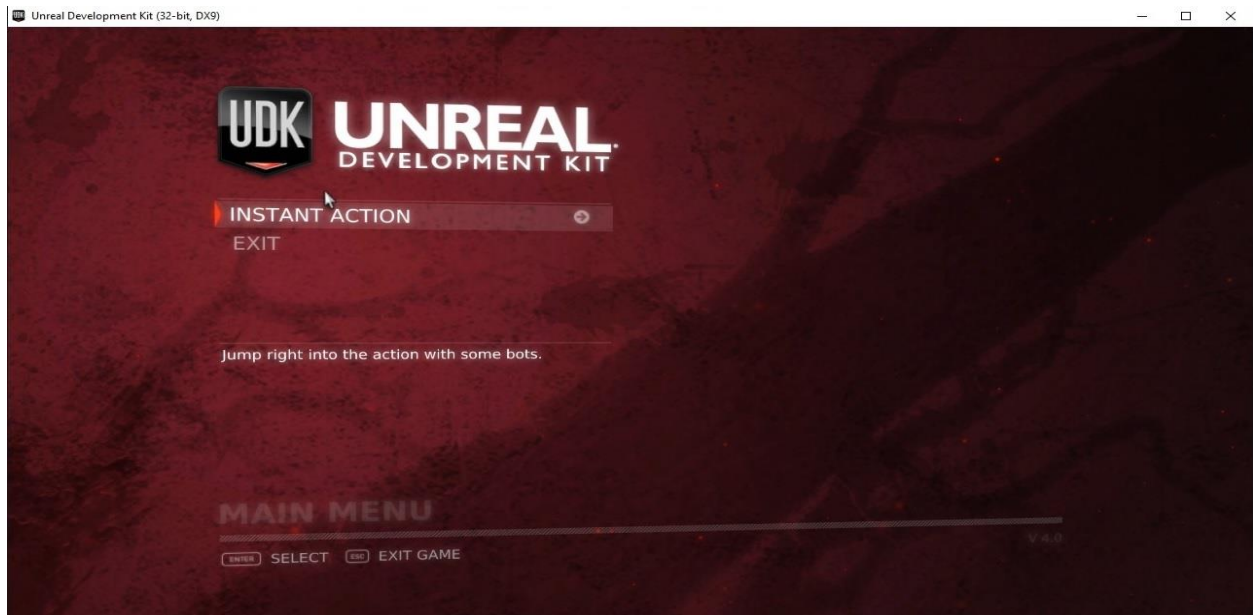 Unreal Development Kit (32-bit, DX9)
UDK UNREAL
DEVELOPMENT KIT
INSTANT ACTION
EXIT
Jump right into the action with some bots.
MAIN MENU
V 4.0
ENTER SELECT ESC EXIT GAME